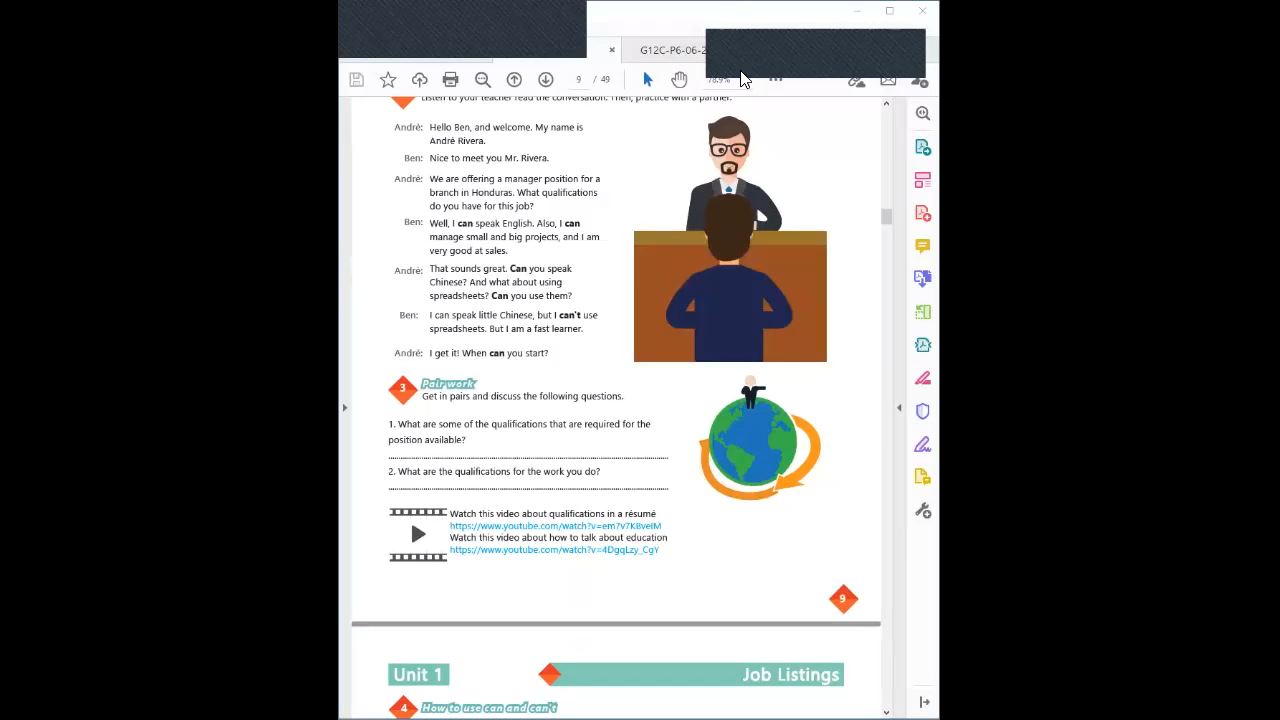 G12C-P6-06-2
9 / 49
78.9%
Listen to your teacher read the conversation. Then, practice with a partner.
André: Hello Ben, and welcome. My name is
André Rivera.
Ben: Nice to meet you Mr. Rivera.
André: We are offering a manager position for a
branch in Honduras. What qualifications
do you have for this job?
Ben: Well, I can speak English. Also, I can
manage small and big projects, and I am
very good at sales.
André: That sounds great. Can you speak
Chinese? And what about using
spreadsheets? Can you use them?
Ben: I can speak little Chinese, but I can't use
spreadsheets. But I am a fast learner.
André: I get it! When can you start?
3 Pair work
Get in pairs and discuss the following questions.
1. What are some of the qualifications that are required for the
position available?
2. What are the qualifications for the work you do?
Watch this video about qualifications in a résumé
https://www.youtube.com/watch?v=em7v7KBveIM
Watch this video about how to talk about education
https://www.youtube.com/watch?v=4DgqLzy_CgY
9
Unit 1 Job Listings
4 How to use can and can't